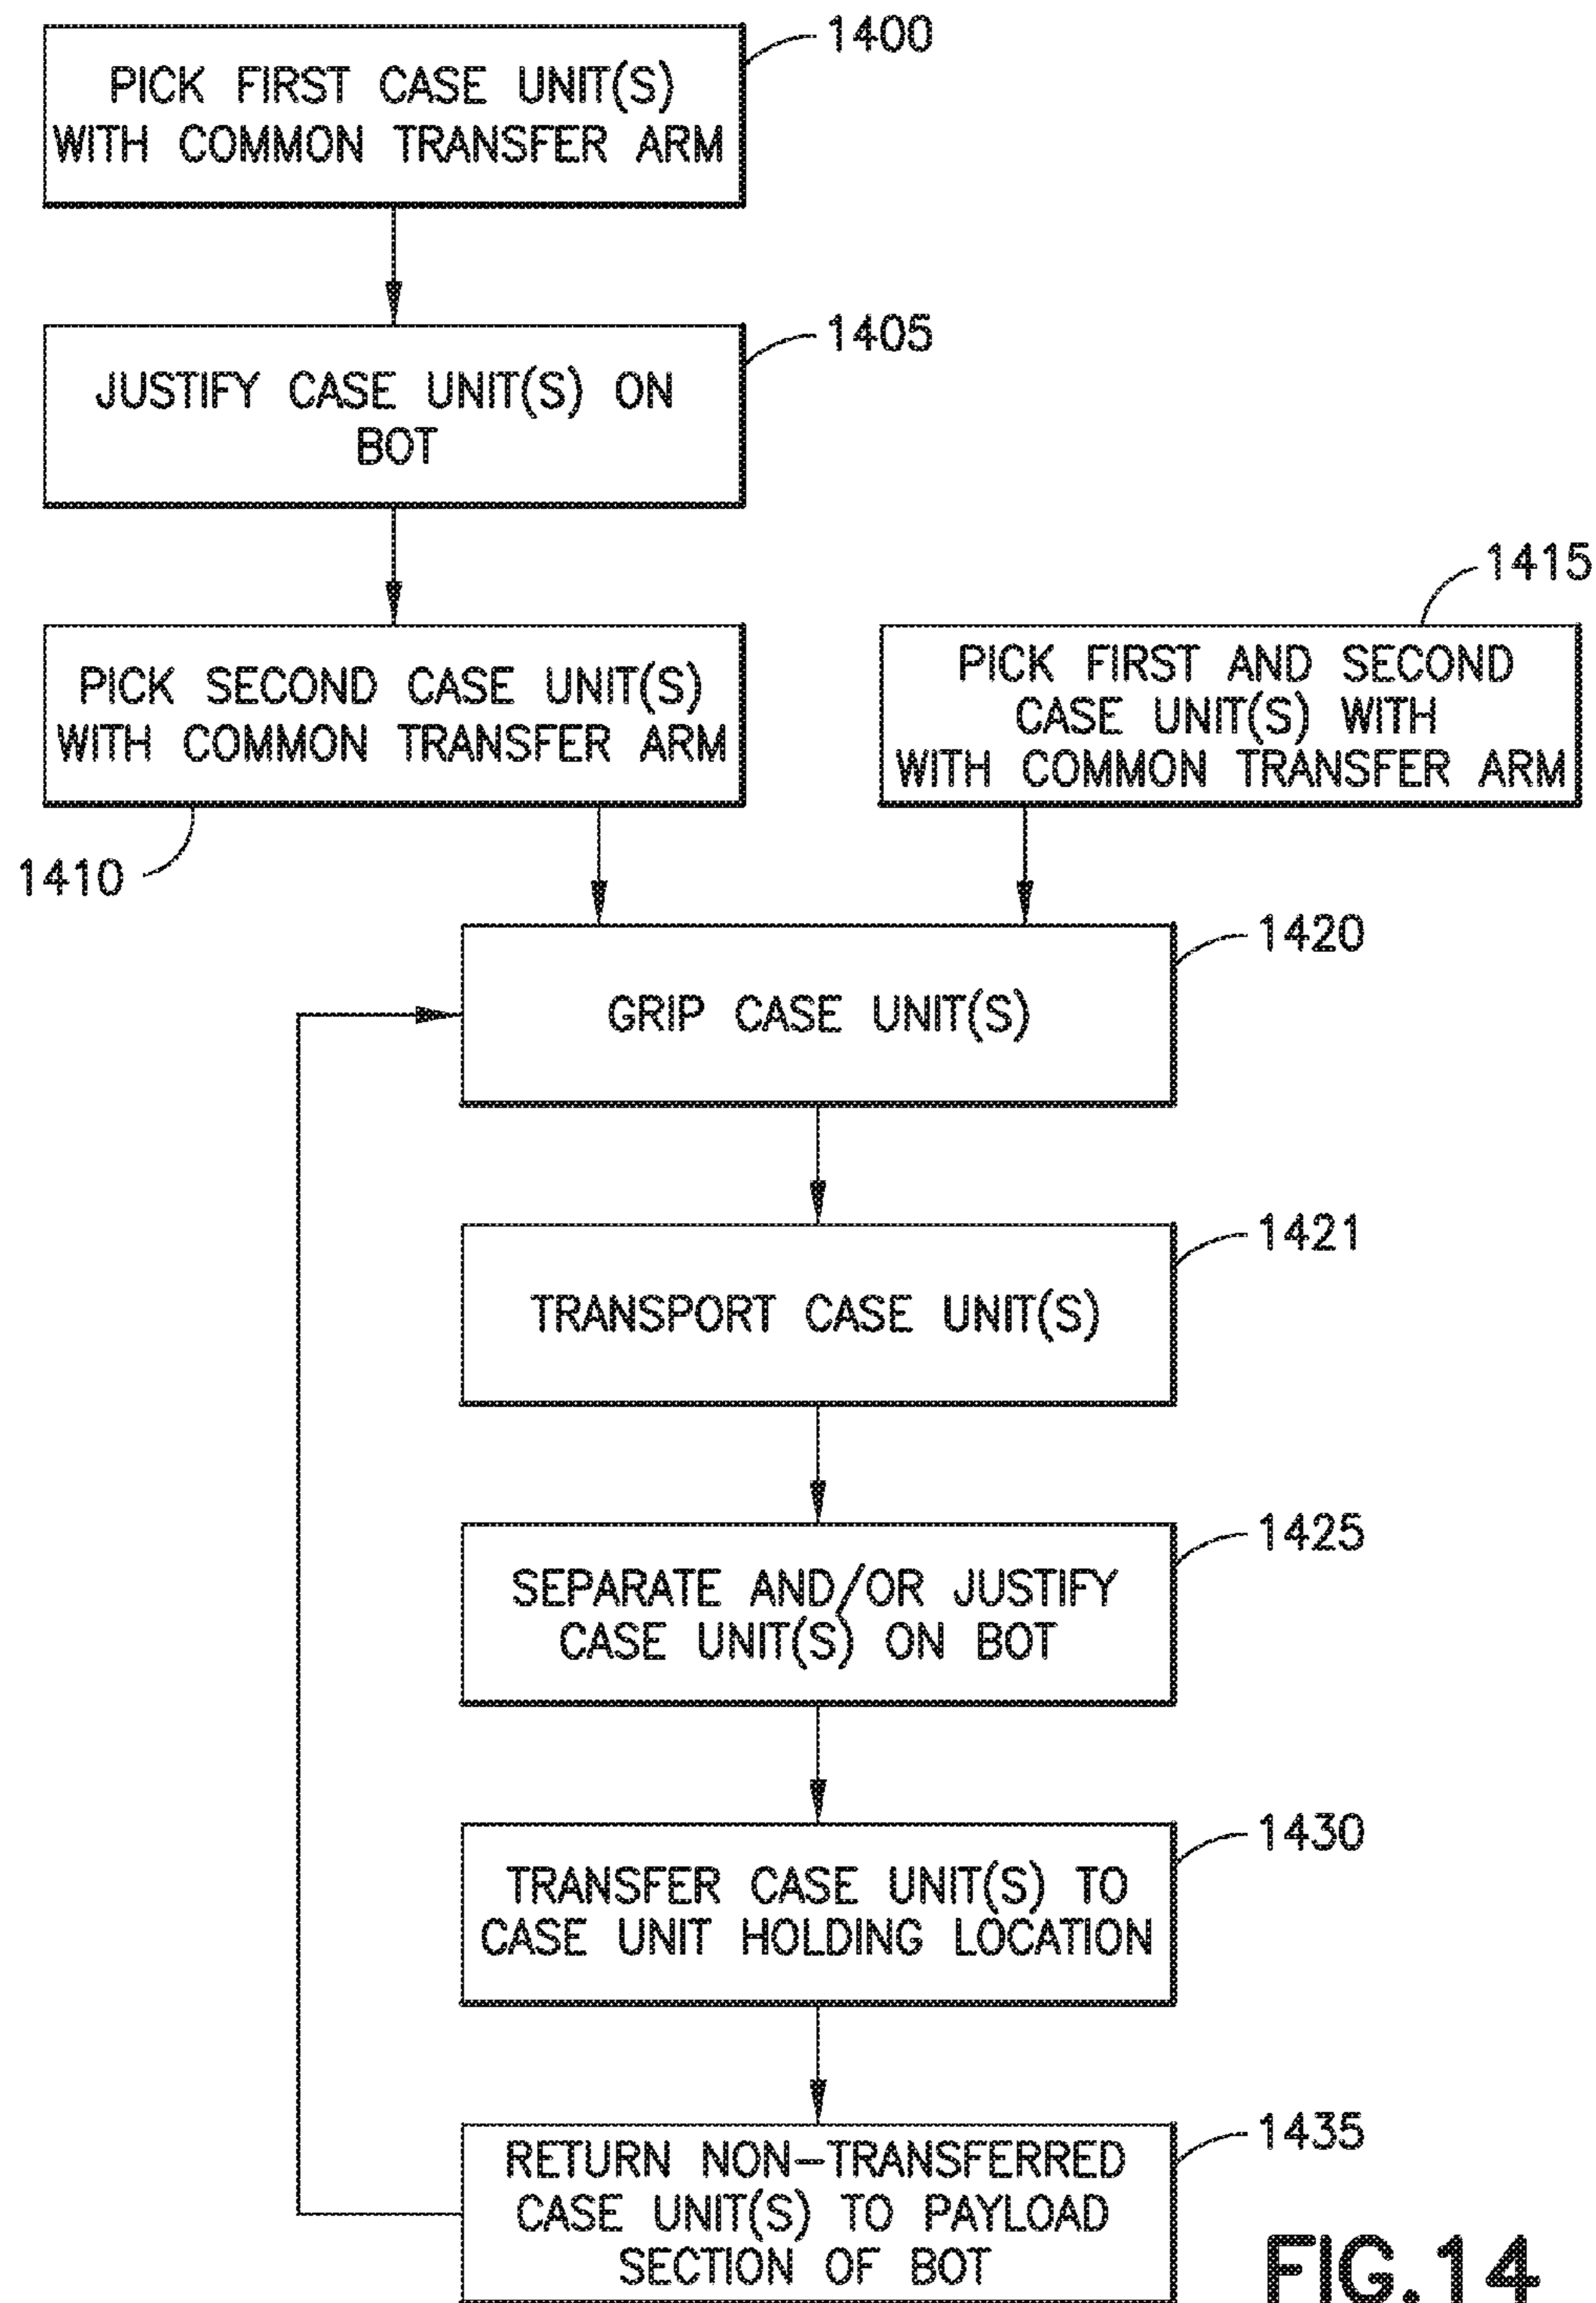 1400
PICK FIRST CASE UNIT(S)
WITH COMMON TRANSFER ARM
1405
JUSTIFY CASE UNIT(S) ON
BOT
PICK SECOND CASE UNIT(S)
WITH COMMON TRANSFER ARM
1410
1415
PICK FIRST AND SECOND
CASE UNIT(S) WITH
WITH COMMON TRANSFER ARM
1420
GRIP CASE UNIT(S)
1421
TRANSPORT CASE UNIT(S)
1425
SEPARATE AND/OR JUSTIFY
CASE UNIT(S) ON BOT
1430
TRANSFER CASE UNIT(S) TO
CASE UNIT HOLDING LOCATION
1435
RETURN NON-TRANSFERRED
CASE UNIT(S) TO PAYLOAD
SECTION OF BOT
FIG.14